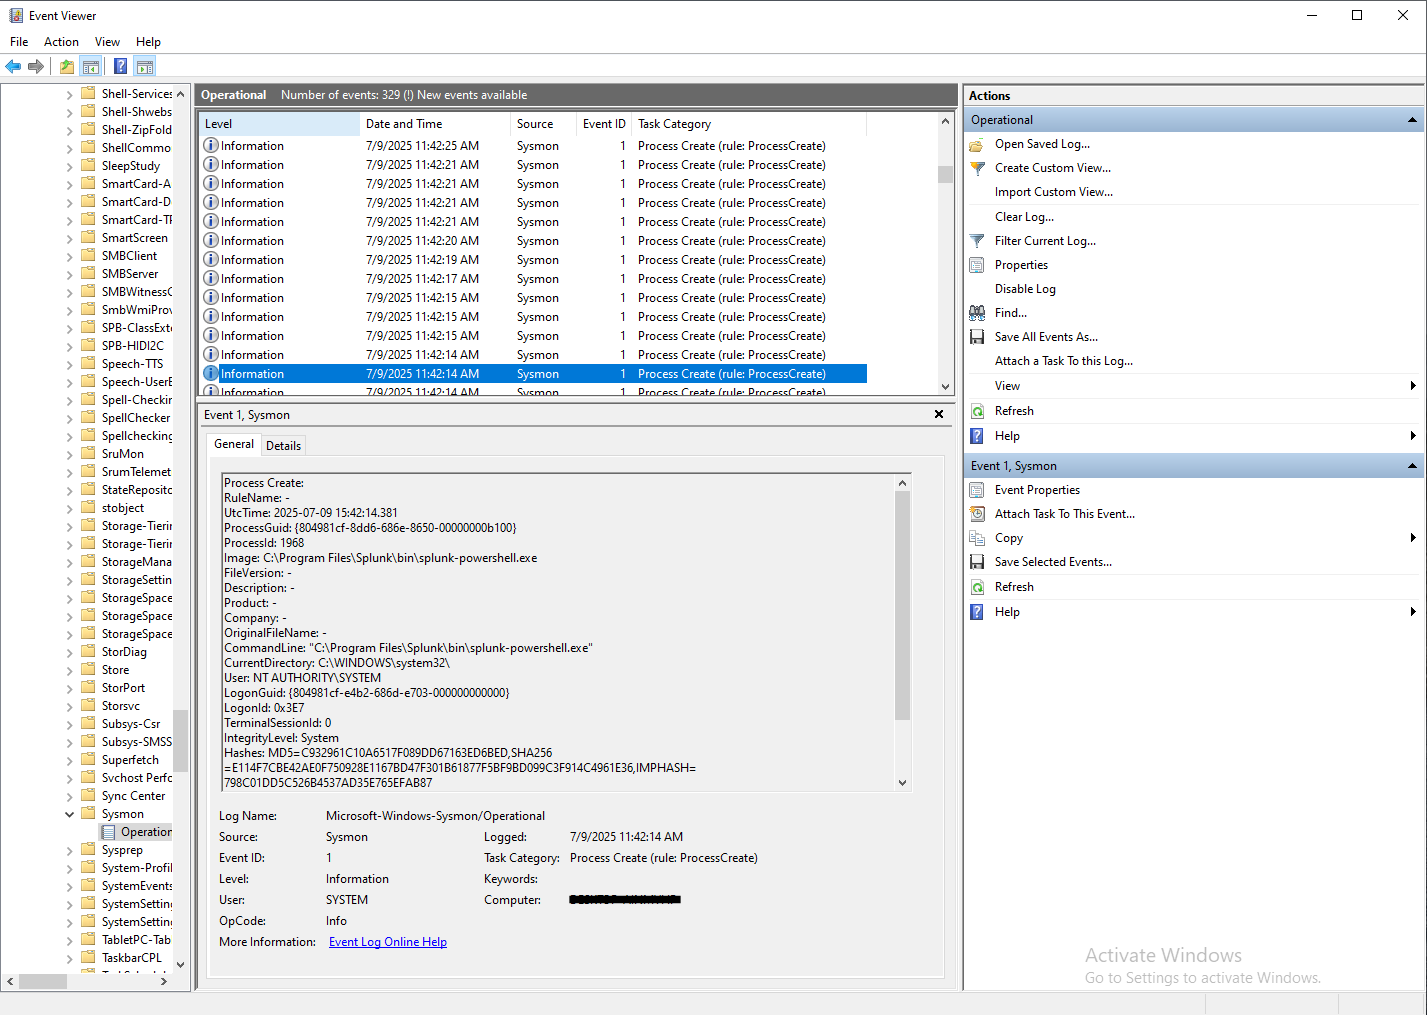 Event Viewer
File Action View Help
Shell-Services
Shell-Shwebs
Shell-ZipFold
ShellCommo
SleepStudy
SmartCard-A
SmartCard-D
SmartCard-TF
SmartScreen
SMBClient
SMBServer
SMBWitnessC
SmbWmiProv
SPB-ClassExte
SPB-HIDI2C
Speech-TTS
Speech-UserE
Spell-Checkin
SpellChecker
Spellchecking
SruMon
SrumTelemet
StateReposito
stobject
Storage-Tierin
Storage-Tierin
StorageMana
StorageSettin
StorageSpace
StorageSpace
StorageSpace
StorDiag
Store
StorPort
Storsvc
Subsys-Csr
Subsys-SMSS
Superfetch
Svchost Perfo
Sync Center
Sysmon
Operation
Sysprep
System-Profil
SystemEvents
SystemSetting
SystemSetting
TabletPC-Tab
TaskbarCPL
Operational Number of events: 329 (!) New events available
Level Date and Time Source Event ID Task Category
Information 7/9/2025 11:42:25 AM Sysmon 1 Process Create (rule: ProcessCreate)
Information 7/9/2025 11:42:21 AM Sysmon 1 Process Create (rule: ProcessCreate)
Information 7/9/2025 11:42:21 AM Sysmon 1 Process Create (rule: ProcessCreate)
Information 7/9/2025 11:42:21 AM Sysmon 1 Process Create (rule: ProcessCreate)
Information 7/9/2025 11:42:21 AM Sysmon 1 Process Create (rule: ProcessCreate)
Information 7/9/2025 11:42:20 AM Sysmon 1 Process Create (rule: ProcessCreate)
Information 7/9/2025 11:42:19 AM Sysmon 1 Process Create (rule: ProcessCreate)
Information 7/9/2025 11:42:17 AM Sysmon 1 Process Create (rule: ProcessCreate)
Information 7/9/2025 11:42:15 AM Sysmon 1 Process Create (rule: ProcessCreate)
Information 7/9/2025 11:42:15 AM Sysmon 1 Process Create (rule: ProcessCreate)
Information 7/9/2025 11:42:15 AM Sysmon 1 Process Create (rule: ProcessCreate)
Information 7/9/2025 11:42:14 AM Sysmon 1 Process Create (rule: ProcessCreate)
Information 7/9/2025 11:42:14 AM Sysmon 1 Process Create (rule: ProcessCreate)
Information 7/9/2025 11:42:14 AM Sysmon 1 Process Create (rule: ProcessCreate)
Event 1, Sysmon
General Details
Process Create:
RuleName: -
UtcTime: 2025-07-09 15:42:14.381
ProcessGuid: {804981cf-8dd6-686e-8650-00000000b100}
ProcessId: 1968
Image: C:\Program Files\Splunk\bin\splunk-powershell.exe
FileVersion: -
Description: -
Product: -
Company: -
OriginalFileName: -
CommandLine: "C:\Program Files\Splunk\bin\splunk-powershell.exe"
CurrentDirectory: C:\WINDOWS\system32\
User: NT AUTHORITY\SYSTEM
LogonGuid: {804981cf-e4b2-686d-e703-000000000000}
LogonId: 0x3E7
TerminalSessionId: 0
IntegrityLevel: System
Hashes: MD5=C932961C10A6517F089DD67163ED6BED,SHA256
=E114F7CBE42AE0F750928E1167BD47F301B61877F5BF9BD099C3F914C4961E36,IMPHASH=
798C01DD5C526B4537AD35E765EFAB87
Log Name: Microsoft-Windows-Sysmon/Operational
Source: Sysmon Logged: 7/9/2025 11:42:14 AM
Event ID: 1 Task Category: Process Create (rule: ProcessCreate)
Level: Information Keywords:
User: SYSTEM Computer:
OpCode: Info
More Information: Event Log Online Help
Actions
Operational
Open Saved Log...
Create Custom View...
Import Custom View...
Clear Log...
Filter Current Log...
Properties
Disable Log
Find...
Save All Events As...
Attach a Task To this Log...
View
Refresh
Help
Event 1, Sysmon
Event Properties
Attach Task To This Event...
Copy
Save Selected Events...
Refresh
Help
Activate Windows
Go to Settings to activate Windows.